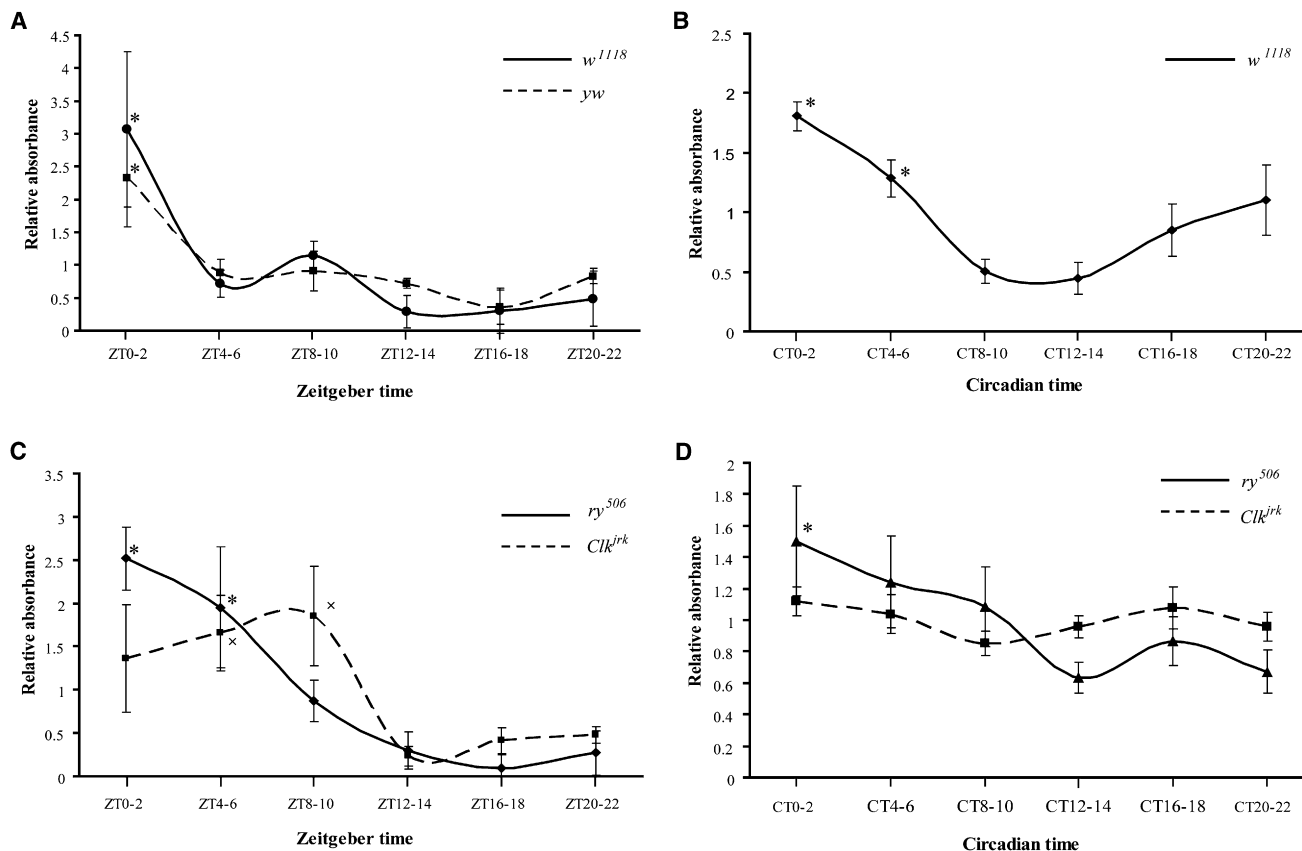 A
4.5
4
3.5
3
2.5
2
1.5
1
0.5
0
Relative absorbance
w1118
yw
*
*
ZT0-2 ZT4-6 ZT8-10 ZT12-14 ZT16-18 ZT20-22
Zeitgeber time
B
2.5
2
1.5
1
0.5
0
Relative absorbance
w1118
*
*
CT0-2 CT4-6 CT8-10 CT12-14 CT16-18 CT20-22
Circadian time
C
3.5
3
2.5
2
1.5
1
0.5
0
Relative absorbance
ry506
Clkjrk
*
*
×
×
ZT0-2 ZT4-6 ZT8-10 ZT12-14 ZT16-18 ZT20-22
Zeitgeber time
D
2
1.8
1.6
1.4
1.2
1
0.8
0.6
0.4
0.2
0
Relative absorbance
ry506
Clkjrk
*
CT0-2 CT4-6 CT8-10 CT12-14 CT16-18 CT20-22
Circadian time